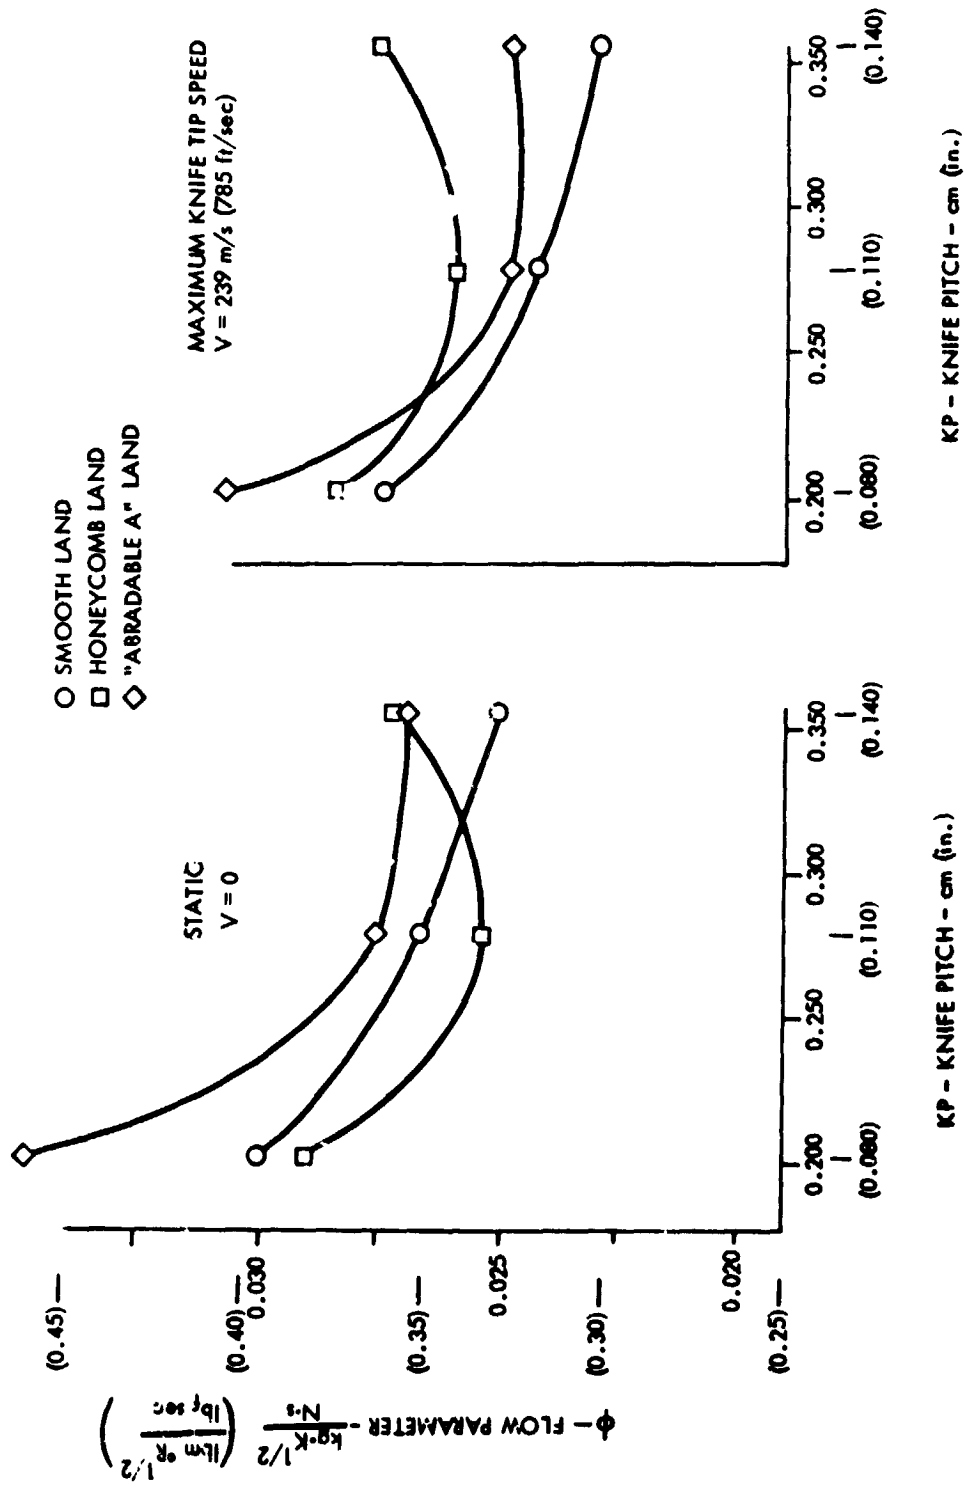 ○ SMOOTH LAND
□ HONEYCOMB LAND
◇ "ABRADABLE A" LAND
STATIC
V = 0
MAXIMUM KNIFE TIP SPEED
V = 239 m/s (785 ft/sec)
ϕ – FLOW PARAMETER - kg·K^1/2 / N·s (lbm °R^1/2 / lbf sec)
(0.45)
(0.40)
0.030
(0.35)
0.025
(0.30)
0.020
(0.25)
0.200 0.250 0.300 0.350
(0.080) (0.110) (0.140)
KP – KNIFE PITCH – cm (in.)
0.200 0.250 0.300 0.350
(0.080) (0.110) (0.140)
KP – KNIFE PITCH – cm (in.)